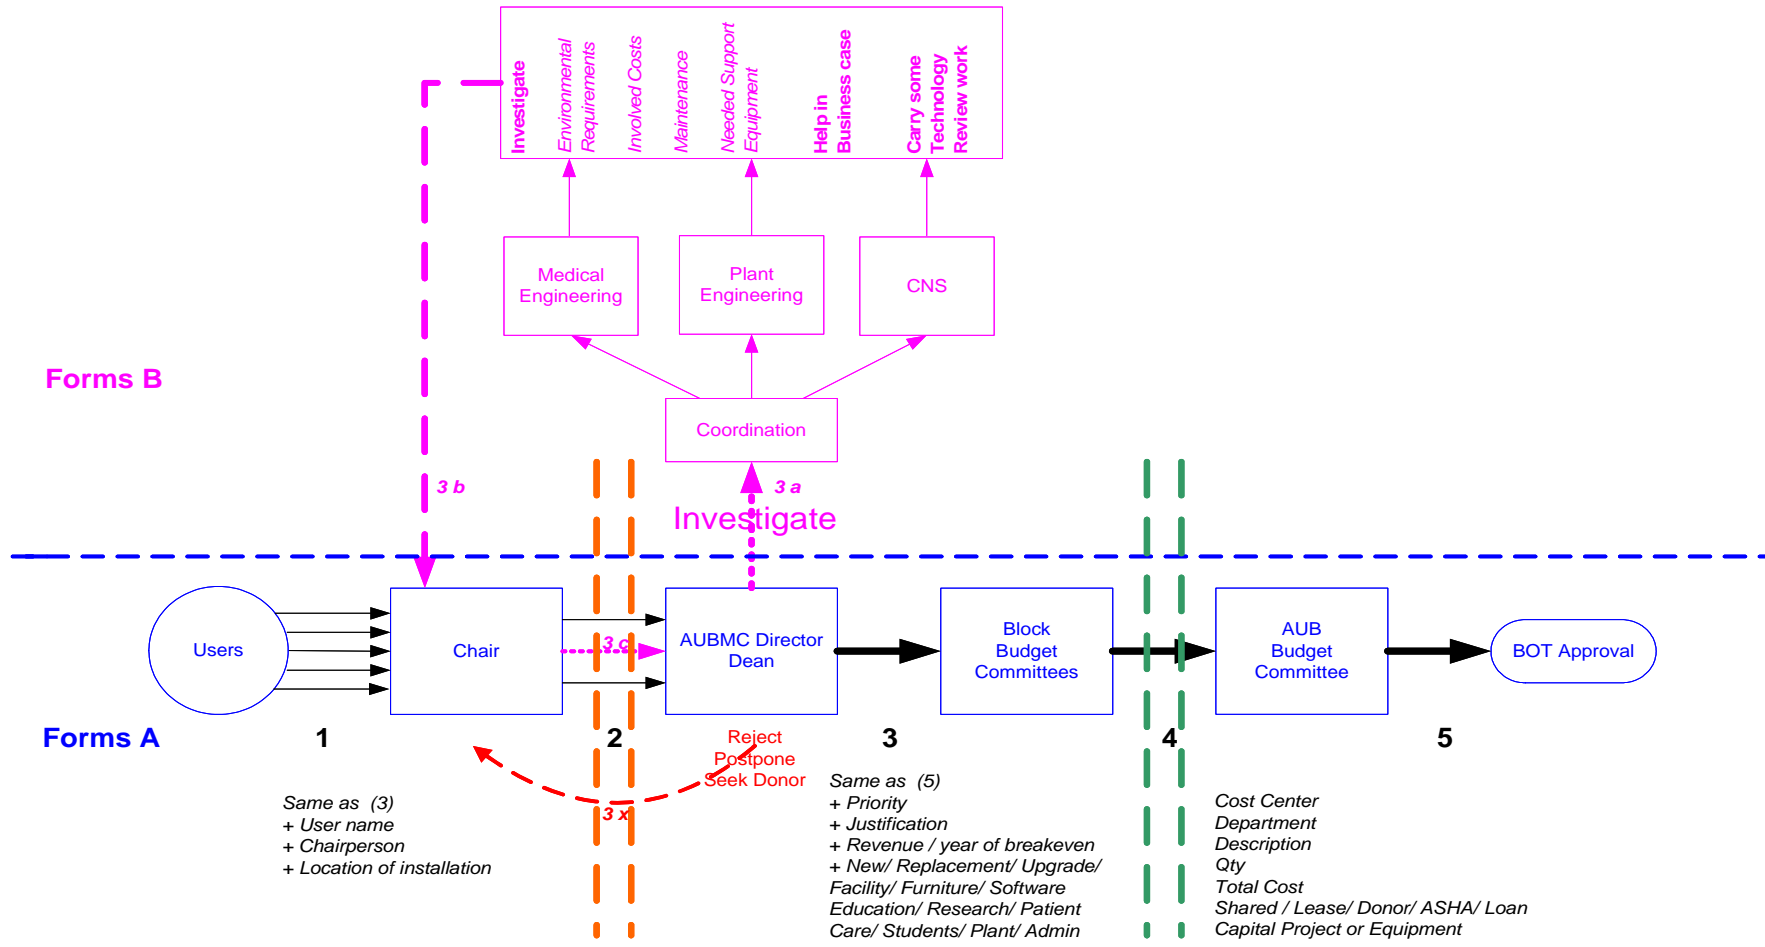 Investigate
Environmental
Requirements
Involved Costs
Maintenance
Needed Support
Equipment
Help in
Business case
Carry some
Technology
Review work
Medical
Engineering
Plant
Engineering
CNS
Forms B
Coordination
3 b
3 a
Investigate
Users
Chair
3 c
AUBMC Director
Dean
Block
Budget
Committees
AUB
Budget
Committee
BOT Approval
Forms A
1
2
3
4
5
Reject
Postpone
Seek Donor
3 x
Same as (3)
+ User name
+ Chairperson
+ Location of installation
Same as (5)
+ Priority
+ Justification
+ Revenue / year of breakeven
+ New/ Replacement/ Upgrade/
Facility/ Furniture/ Software
Education/ Research/ Patient
Care/ Students/ Plant/ Admin
Cost Center
Department
Description
Qty
Total Cost
Shared / Lease/ Donor/ ASHA/ Loan
Capital Project or Equipment